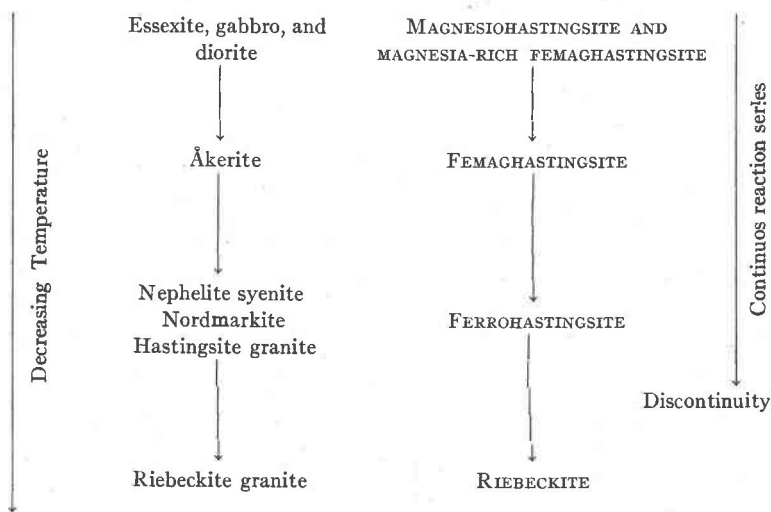 Essexite, gabbro, and
diorite
MAGNESIOHASTINGSITE AND
MAGNESIA-RICH FEMAGHASTINGSITE
Åkerite
FEMAGHASTINGSITE
Nephelite syenite
Nordmarkite
Hastingsite granite
FERROHASTINGSITE
Riebeckite granite
RIEBECKITE
Decreasing Temperature
Continuos reaction series
Discontinuity